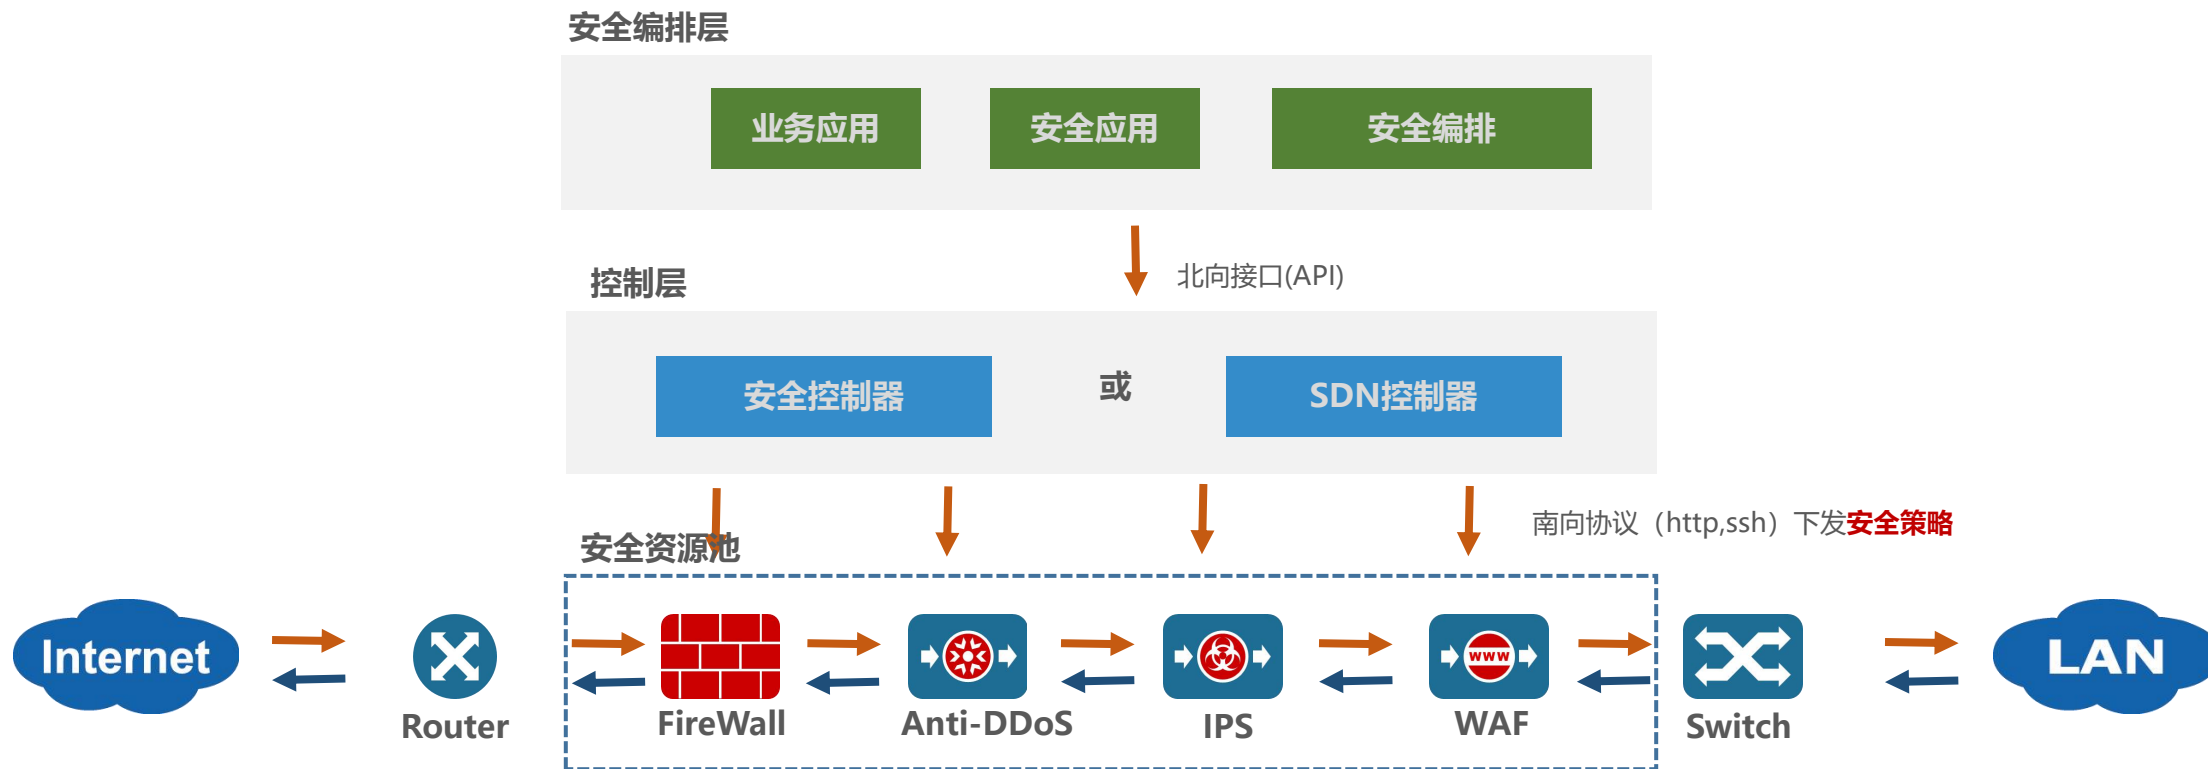 安全编排层
业务应用
安全应用
安全编排
北向接口(API)
控制层
安全控制器
或
SDN控制器
南向协议（http,ssh）下发安全策略
安全资源池
Internet
Router
FireWall
Anti-DDoS
IPS
www
WAF
Switch
LAN